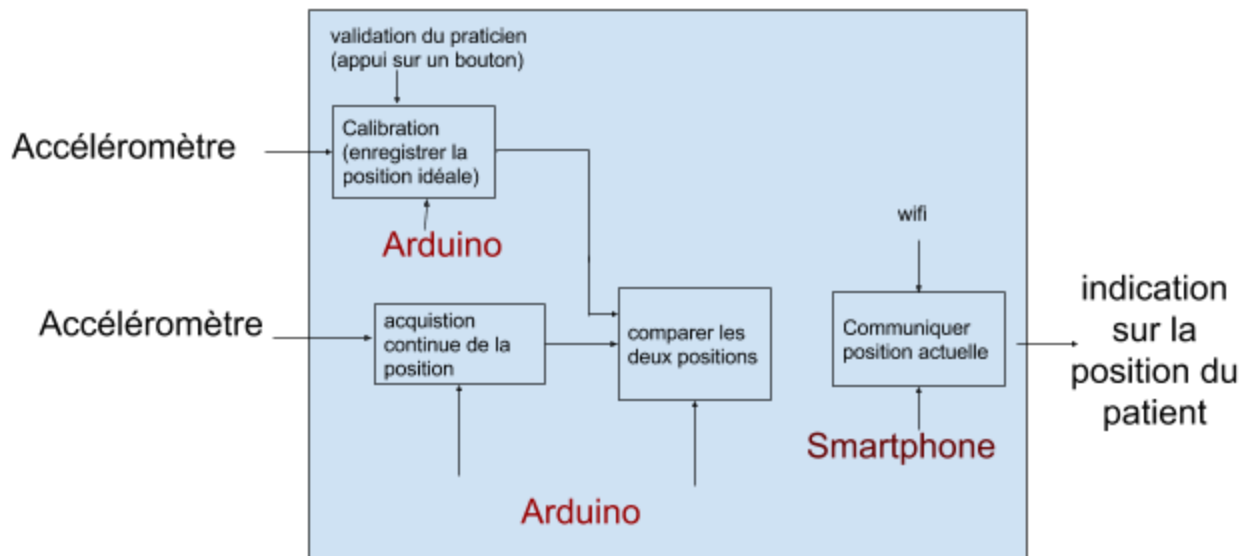 validation du praticien
(appui sur un bouton)
Accéléromètre
Calibration
(enregistrer la
position idéale)
Arduino
wifi
Accéléromètre
acquistion
continue de la
position
comparer les
deux positions
Communiquer
position actuelle
indication
sur la
position du
patient
Smartphone
Arduino